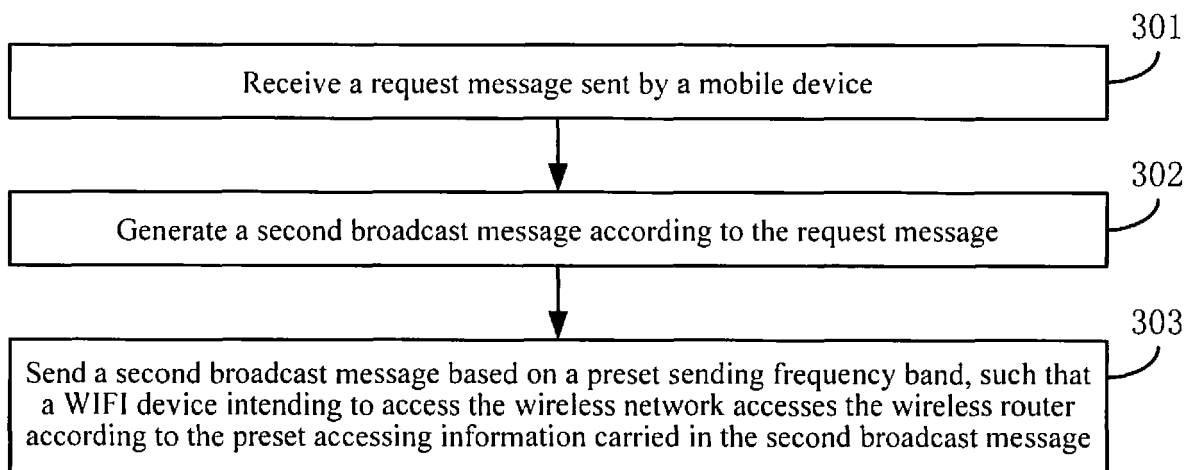 301
Receive a request message sent by a mobile device
302
Generate a second broadcast message according to the request message
303
Send a second broadcast message based on a preset sending frequency band, such that
a WIFI device intending to access the wireless network accesses the wireless router
according to the preset accessing information carried in the second broadcast message